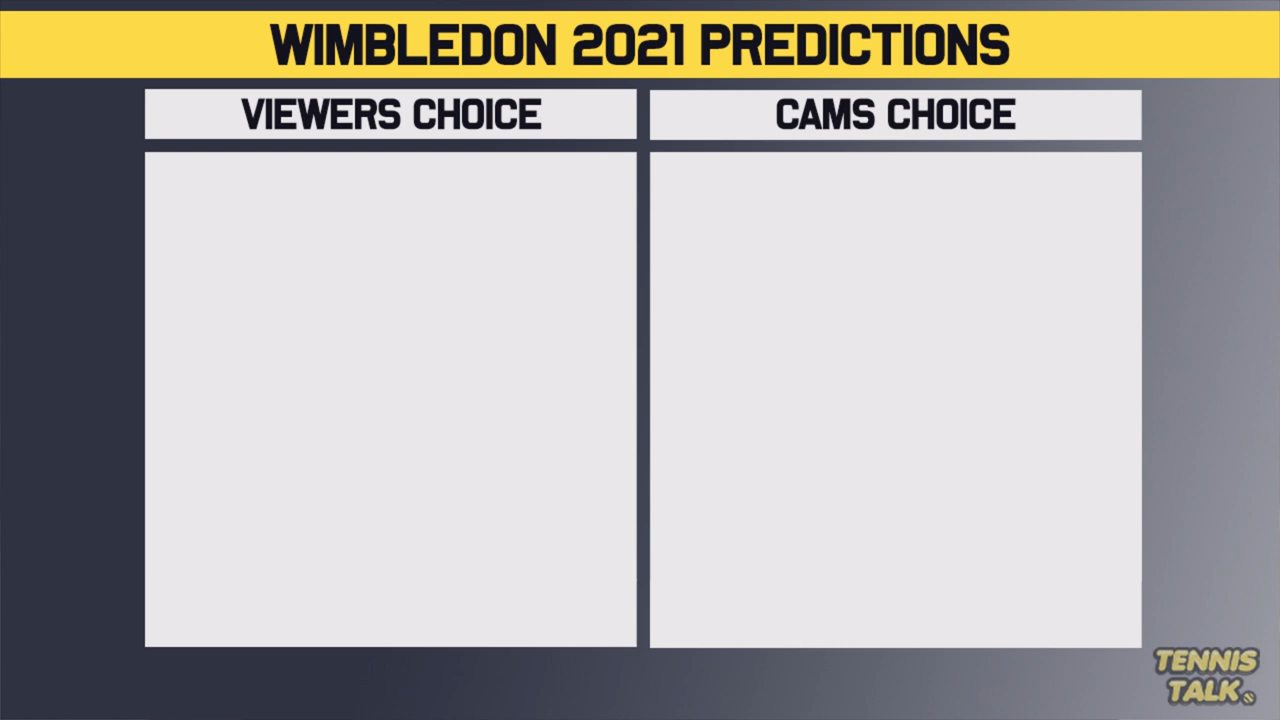 WIMBLEDON 2021 PREDICTIONS
VIEWERS CHOICE
CAMS CHOICE
TENNIS
TALK